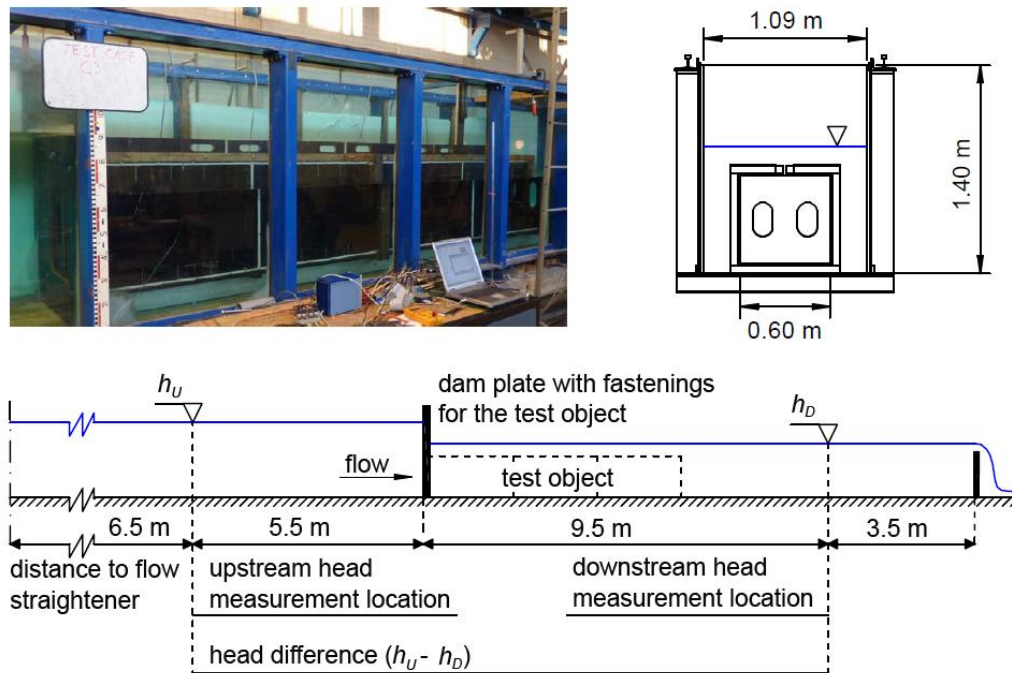 TEST CASE
1.09 m
1.40 m
0.60 m
dam plate with fastenings
for the test object
h_U
h_D
flow
test object
6.5 m
5.5 m
9.5 m
3.5 m
distance to flow
straightener
upstream head
measurement location
downstream head
measurement location
head difference (h_U - h_D)